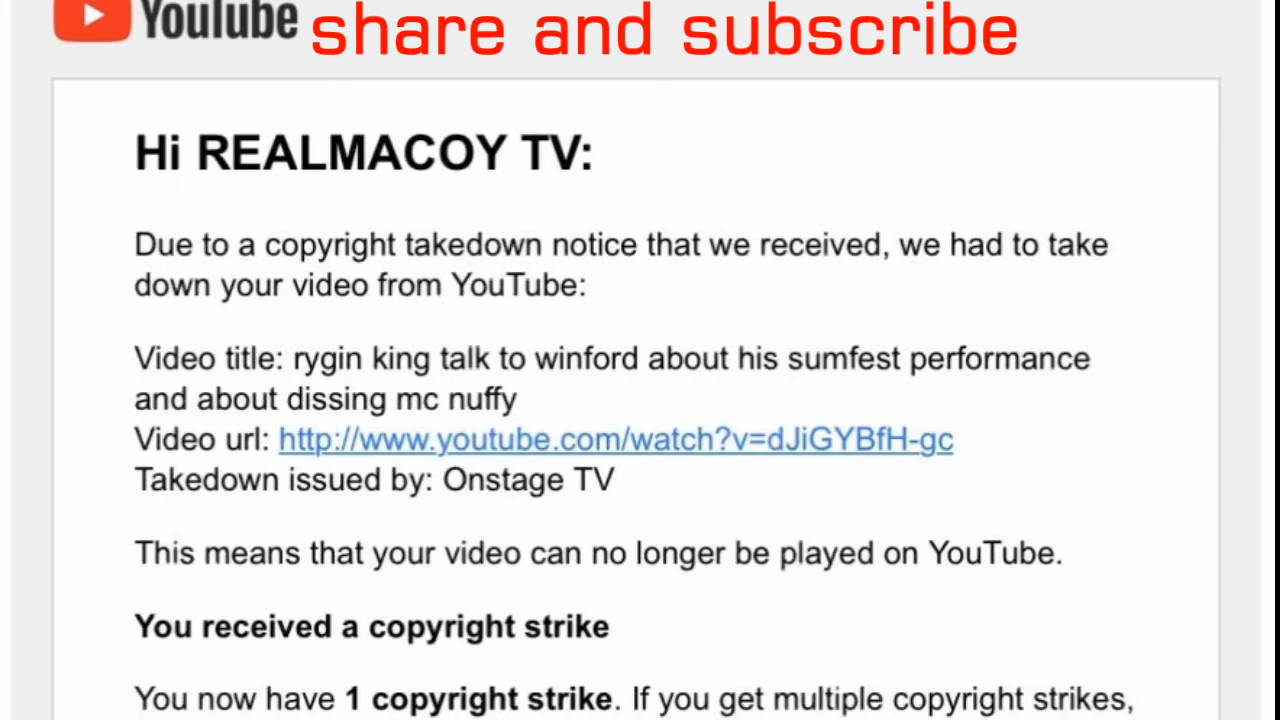 YouTube share and subscribe
Hi REALMACOY TV:
Due to a copyright takedown notice that we received, we had to take
down your video from YouTube:
Video title: rygin king talk to winford about his sumfest performance
and about dissing mc nuffy
Video url: http://www.youtube.com/watch?v=dJiGYBfH-gc
Takedown issued by: Onstage TV
This means that your video can no longer be played on YouTube.
You received a copyright strike
You now have 1 copyright strike. If you get multiple copyright strikes,